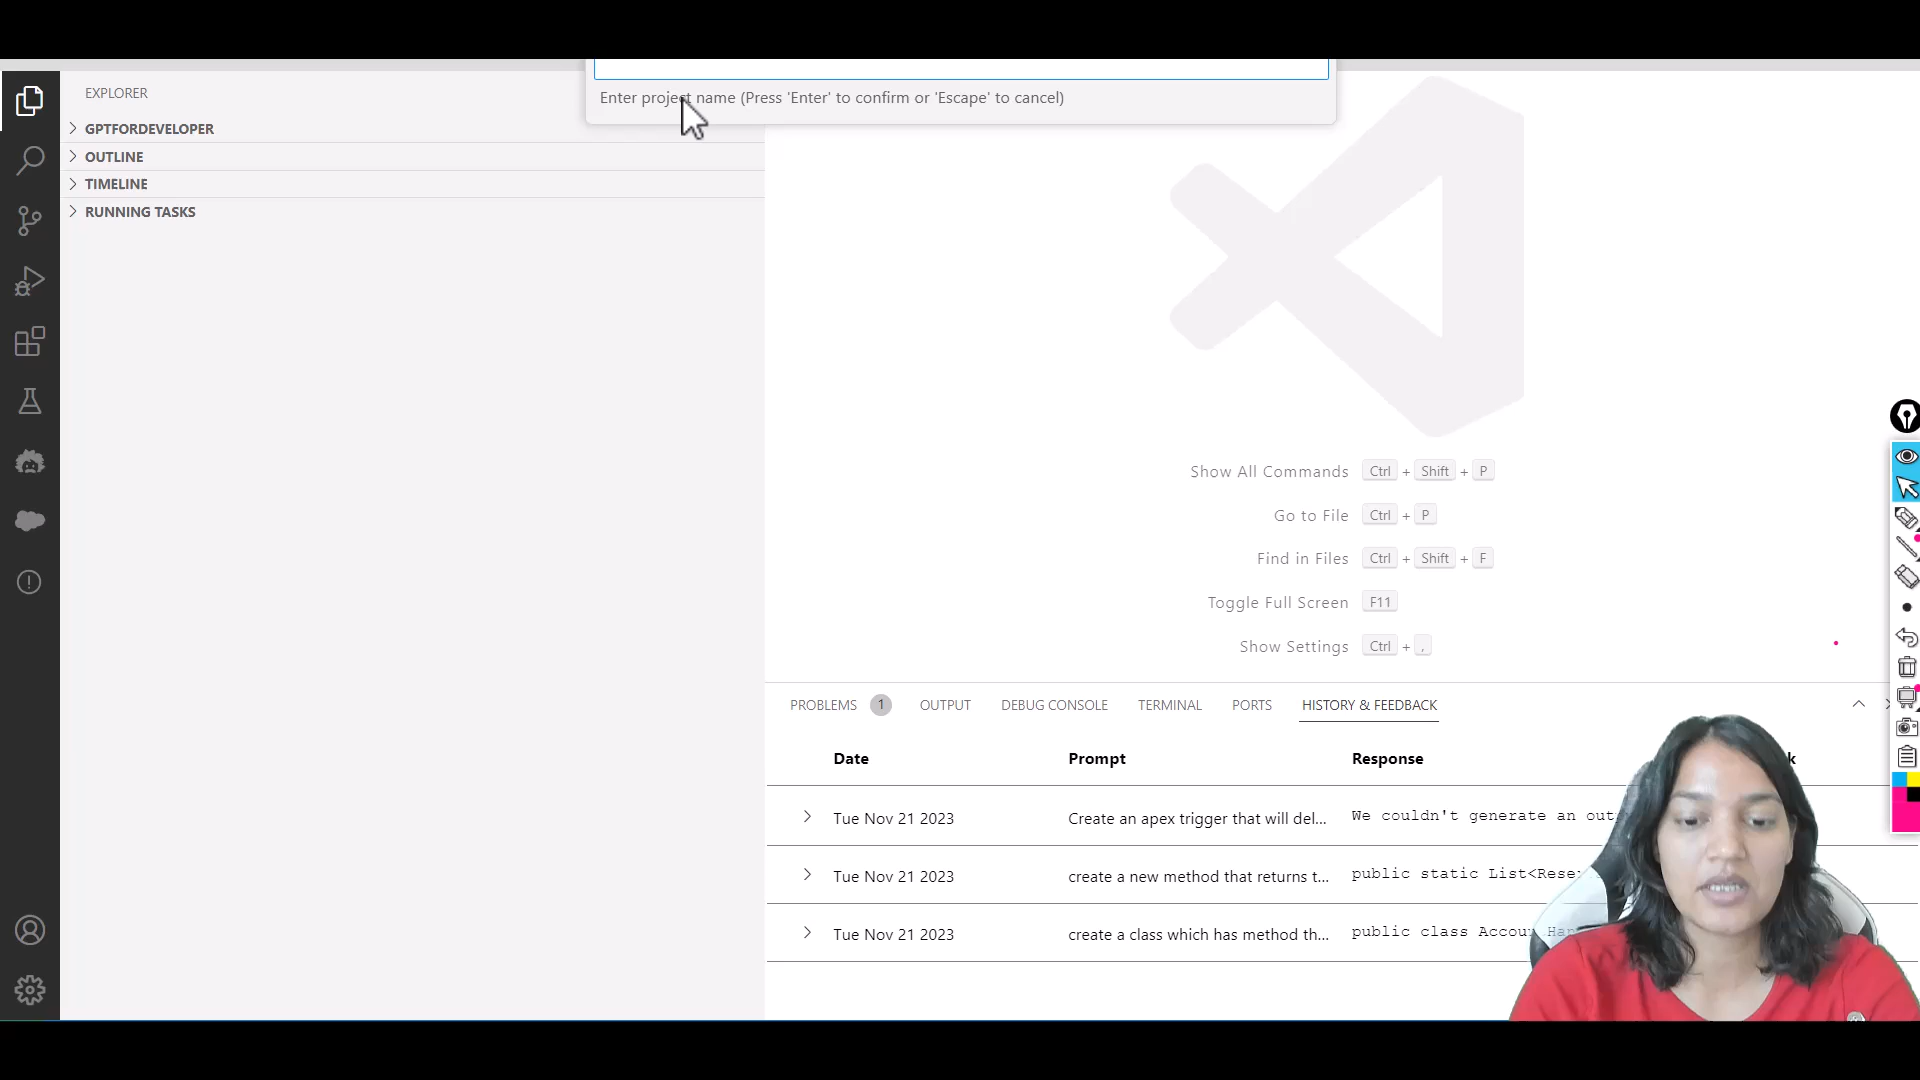 Enter project name (Press 'Enter' to confirm or 'Escape' to cancel)
EXPLORER
GPTFORDEVELOPER
OUTLINE
TIMELINE
RUNNING TASKS
Show All Commands Ctrl + Shift + P
Go to File Ctrl + P
Find in Files Ctrl + Shift + F
Toggle Full Screen F11
Show Settings Ctrl + ,
PROBLEMS 1 OUTPUT DEBUG CONSOLE TERMINAL PORTS HISTORY & FEEDBACK
Date Prompt Response
Tue Nov 21 2023 Create an apex trigger that will del... We couldn't generate an out
Tue Nov 21 2023 create a new method that returns t... public static List<Rese
Tue Nov 21 2023 create a class which has method th... public class Accou Han